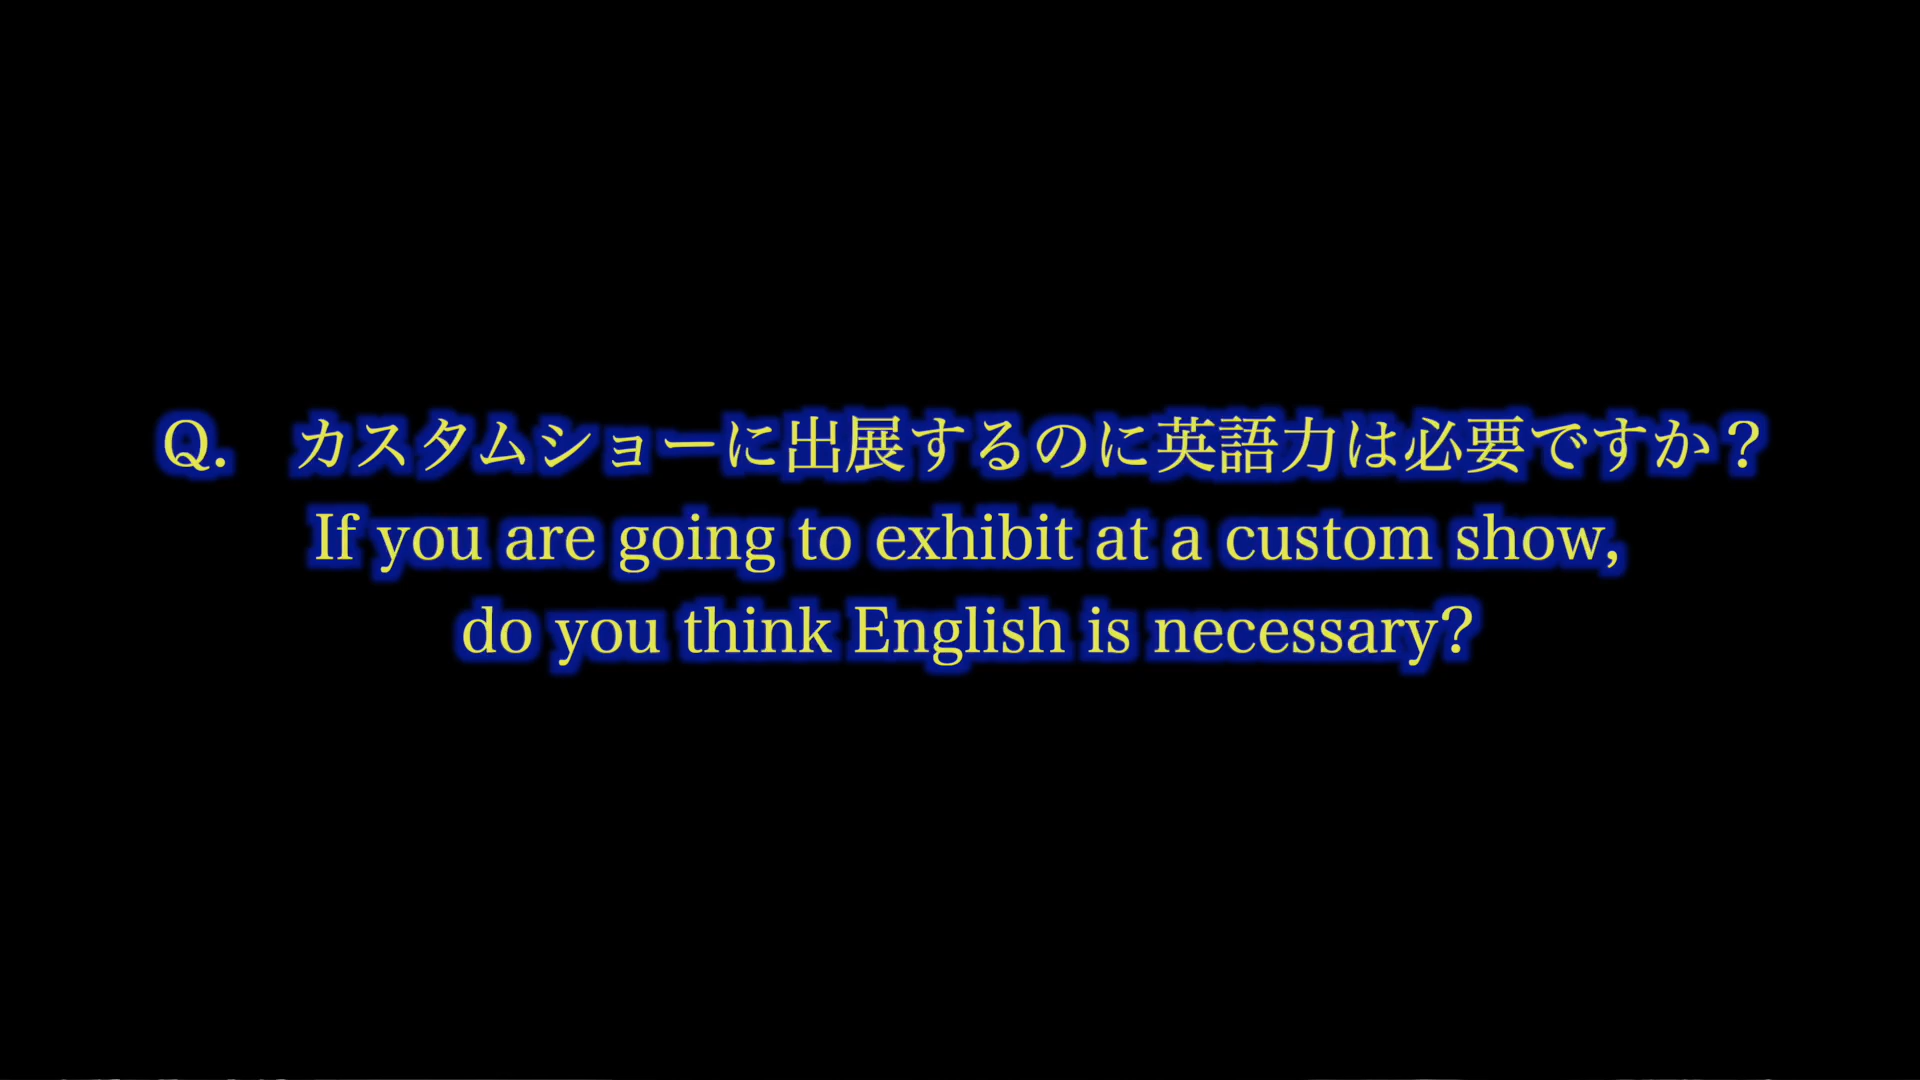 Q.　カスタムショーに出展するのに英語力は必要ですか？
If you are going to exhibit at a custom show,
do you think English is necessary?